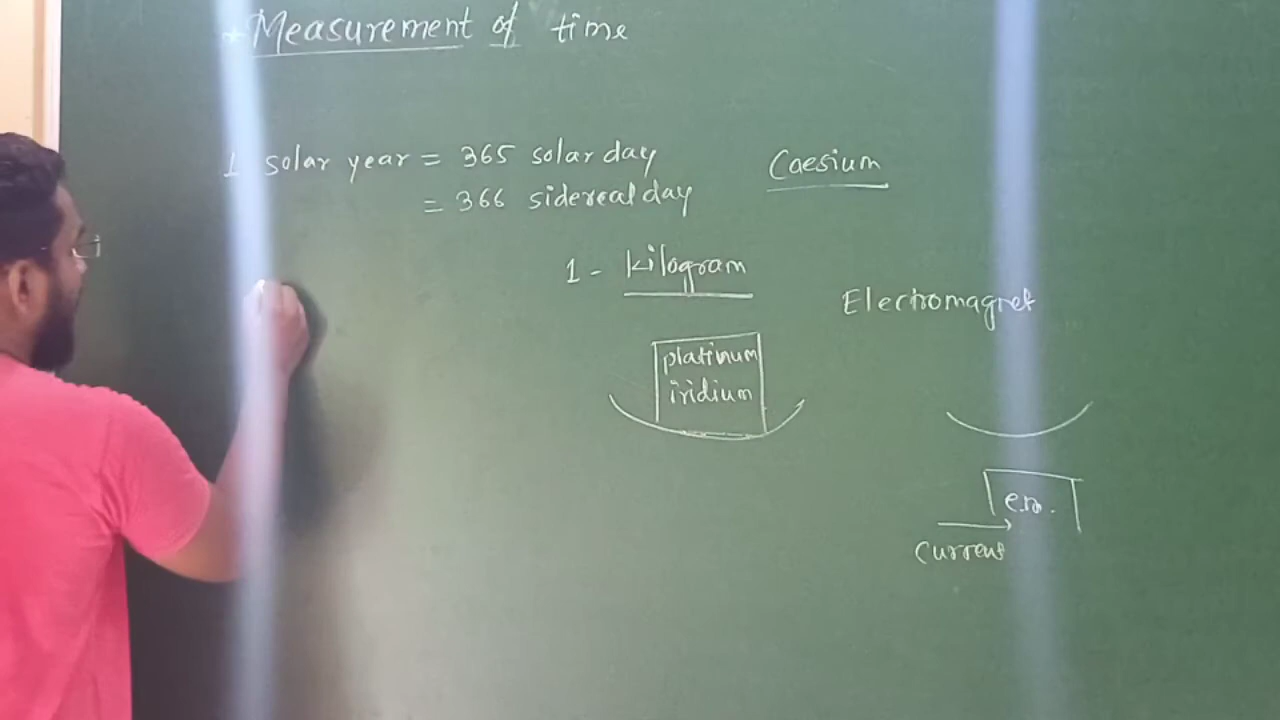 * Measurement of time
1 solar year = 365 solar day
= 366 sidereal day
Caesium
1 - kilogram
Electromagnet
platinum
iridium
e.m.
current